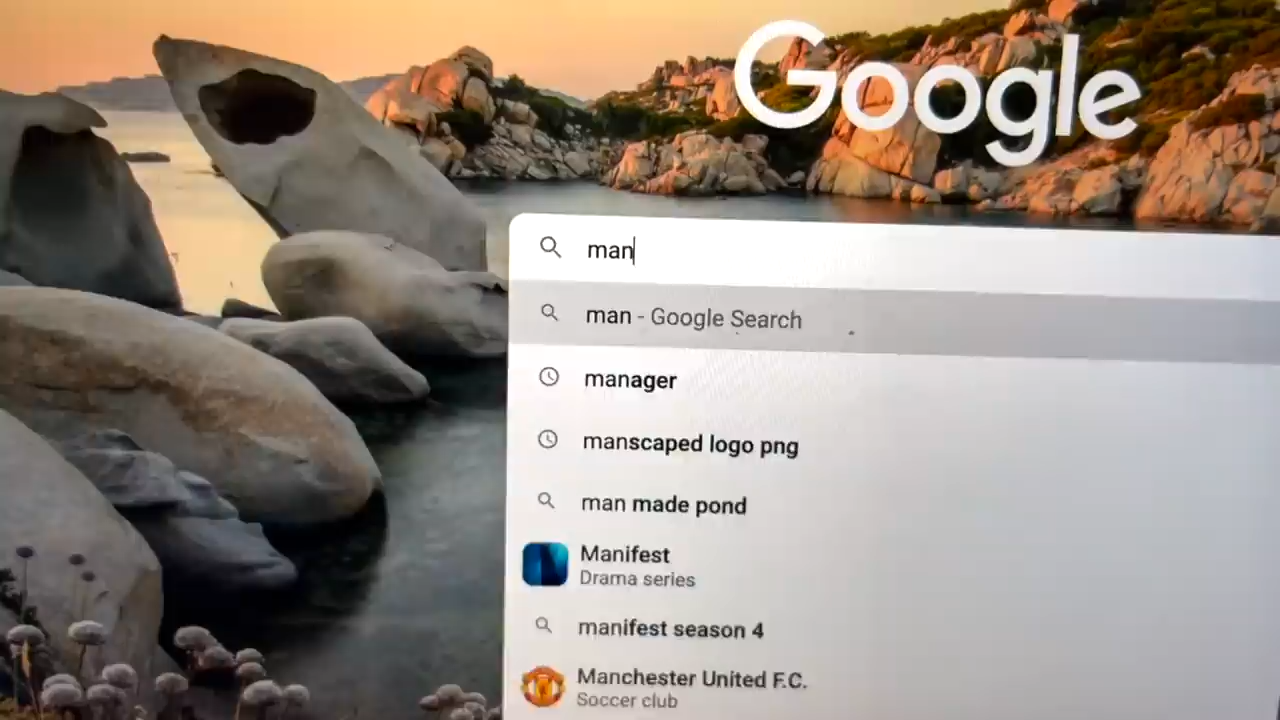 Google
man
man - Google Search
manager
manscaped logo png
man made pond
Manifest
Drama series
manifest season 4
Manchester United F.C.
Soccer club